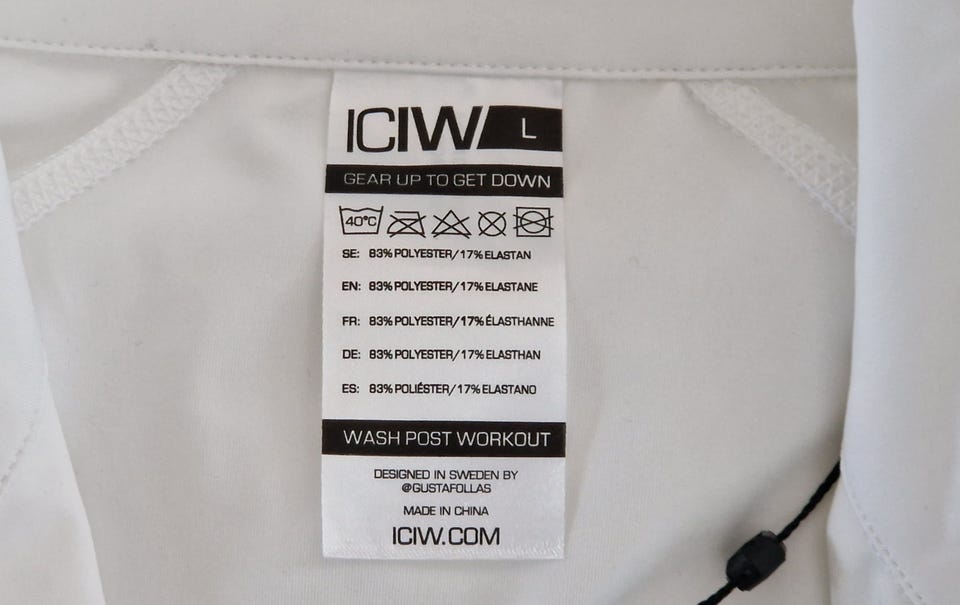 ICIW L
GEAR UP TO GET DOWN
40°C
SE: 83% POLYESTER/17% ELASTAN
EN: 83% POLYESTER/17% ELASTANE
FR: 83% POLYESTER/17% ÉLASTHANNE
DE: 83% POLYESTER/17% ELASTHAN
ES: 83% POLIÉSTER/17% ELASTANO
WASH POST WORKOUT
DESIGNED IN SWEDEN BY
@GUSTAFOLLAS
MADE IN CHINA
ICIW.COM